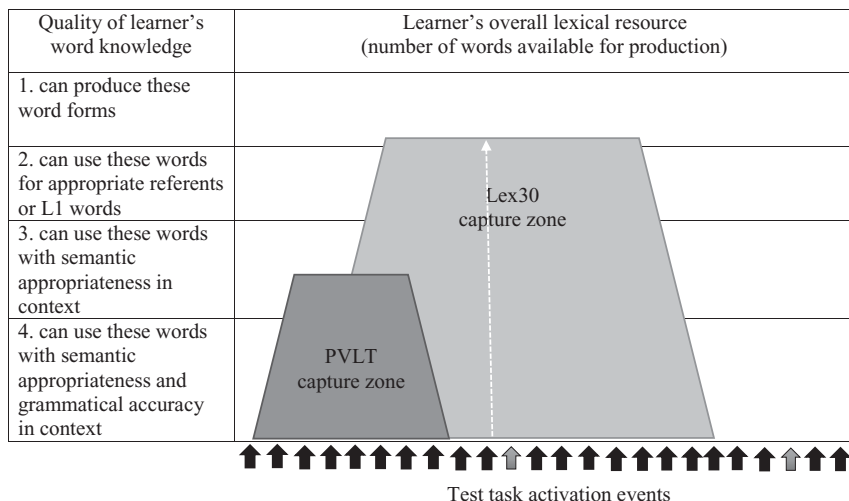 Quality of learner's
word knowledge
Learner's overall lexical resource
(number of words available for production)
1. can produce these
word forms
2. can use these words
for appropriate referents
or L1 words
3. can use these words
with semantic
appropriateness in
context
4. can use these words
with semantic
appropriateness and
grammatical accuracy
in context
Lex30
capture zone
PVLT
capture zone
Test task activation events